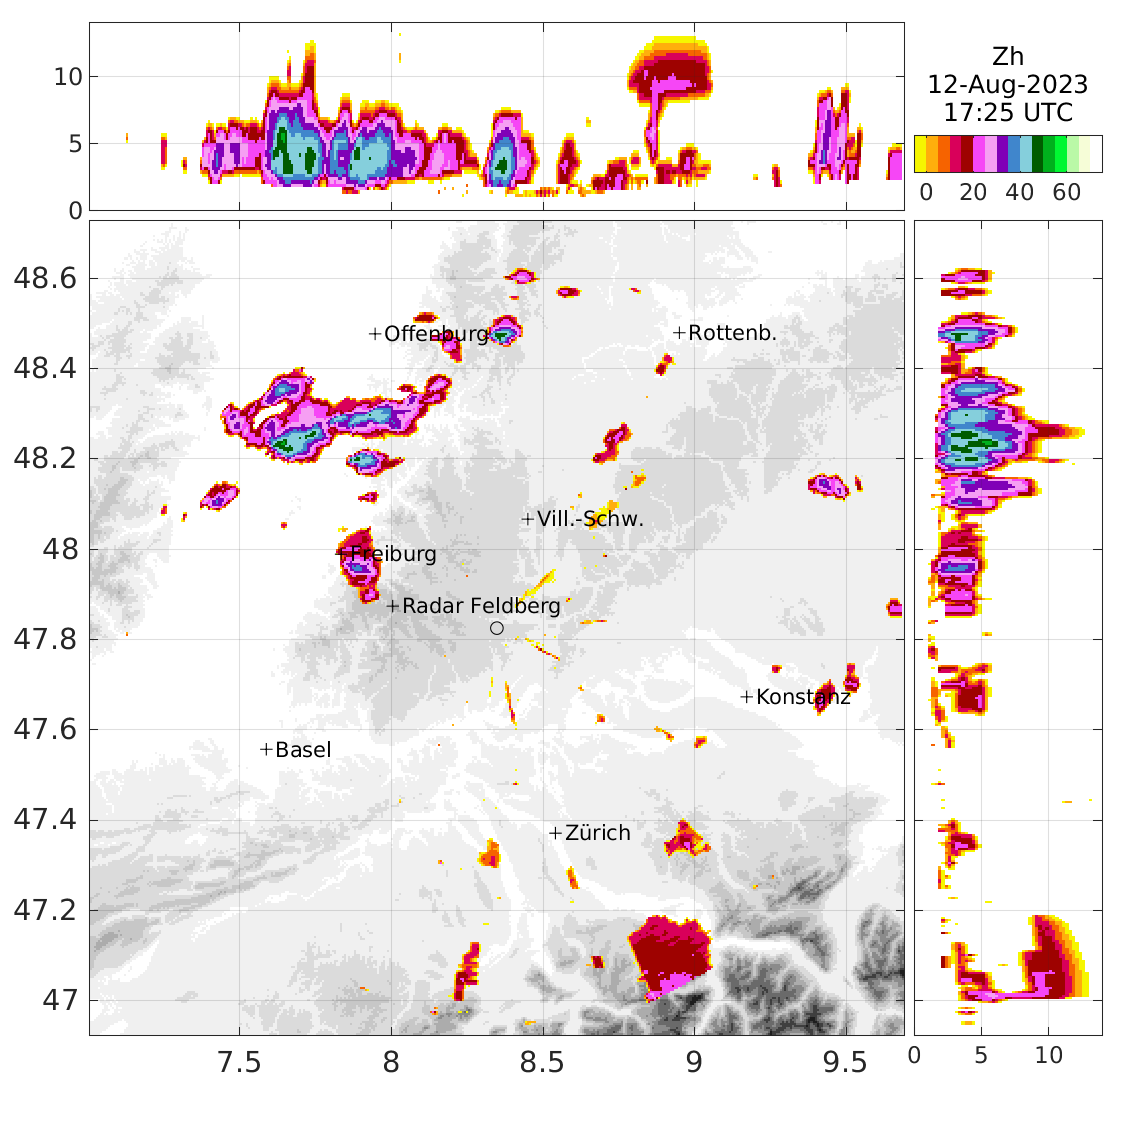 10
5
0
Zh
12-Aug-2023
17:25 UTC
0 20 40 60
48.6
48.4
48.2
48
47.8
47.6
47.4
47.2
47
Offenburg
Rottenb.
Vill.-Schw.
Freiburg
Radar Feldberg
Konstanz
Basel
Zürich
7.5 8 8.5 9 9.5
0 5 10